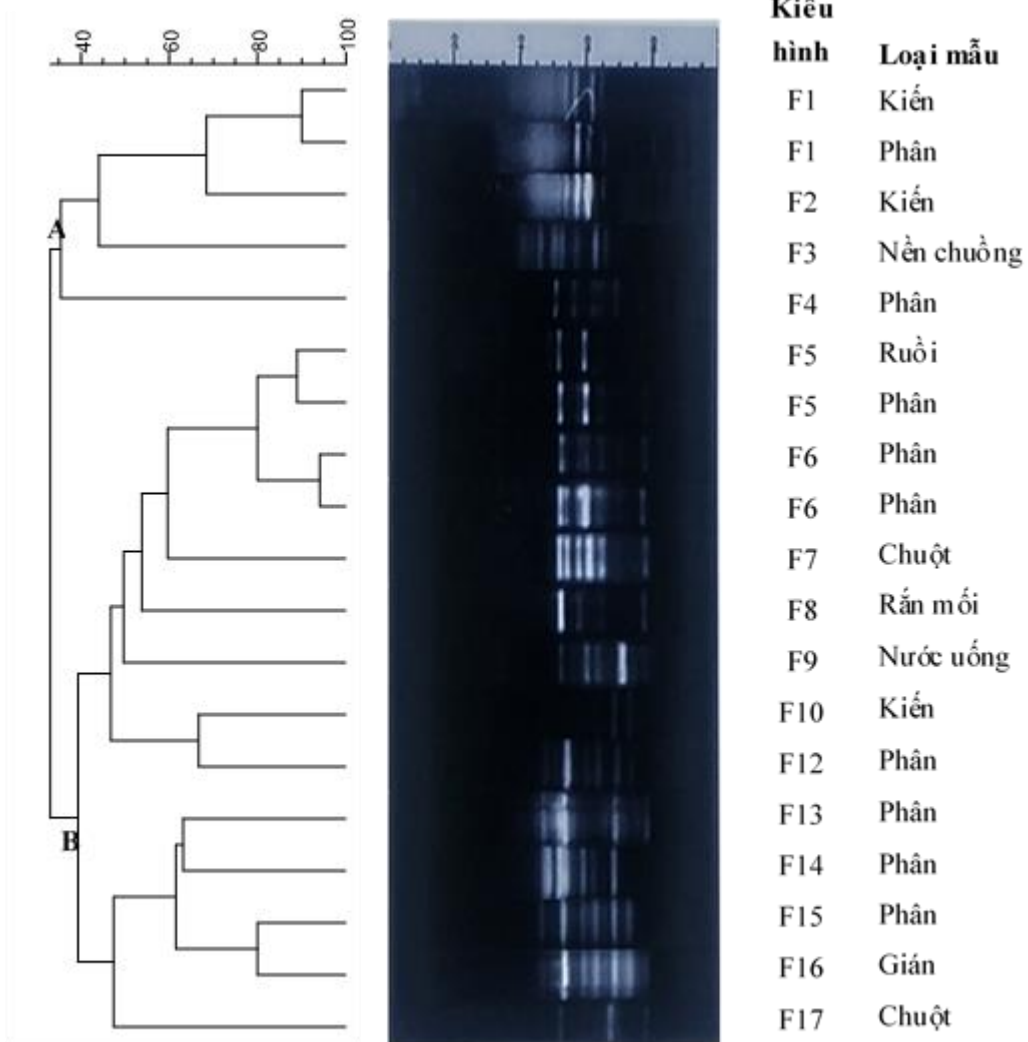 Kiểu
hình Loại mẫu
40 60 80 100
F1 Kiến
F1 Phân
F2 Kiến
F3 Nền chuồng
A
F4 Phân
F5 Ruồi
F5 Phân
F6 Phân
F6 Phân
F7 Chuột
F8 Rắn mối
F9 Nước uống
F10 Kiến
F12 Phân
F13 Phân
B
F14 Phân
F15 Phân
F16 Gián
F17 Chuột